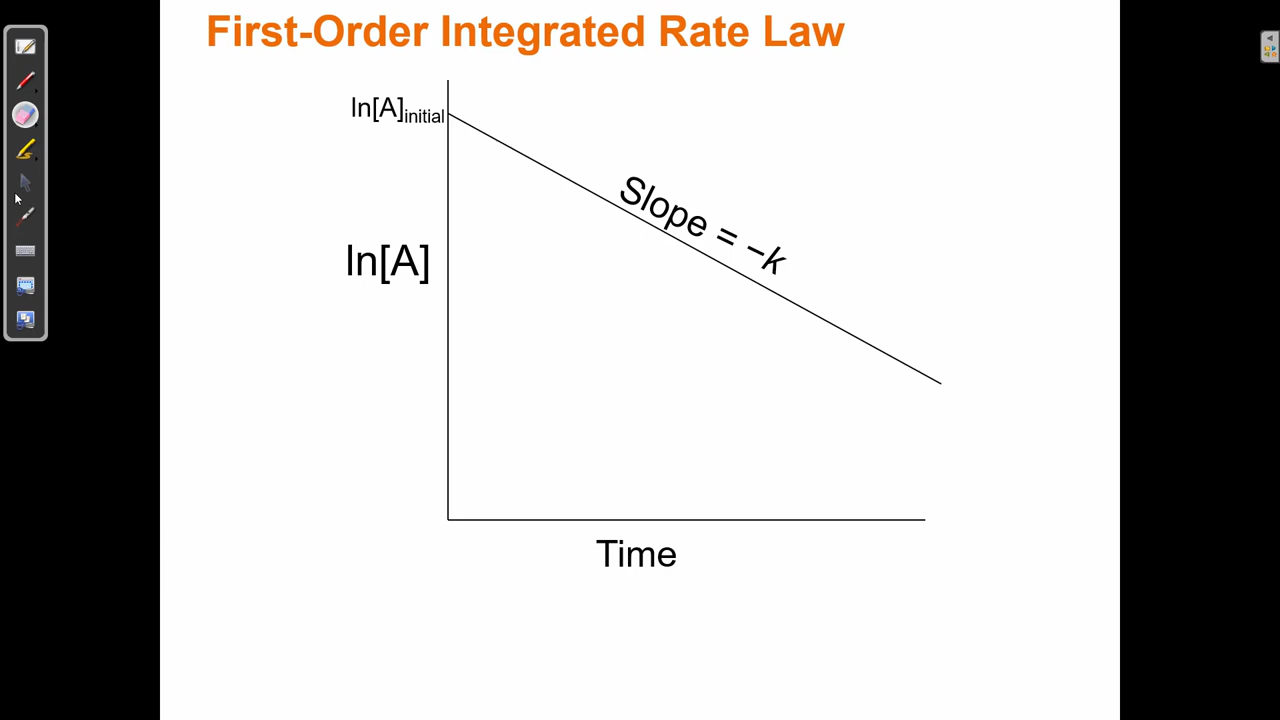 First-Order Integrated Rate Law
ln[A]initial
Slope = −k
ln[A]
Time